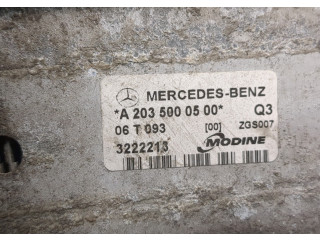 MERCEDES-BENZ
*A 203 500 05 00* Q3
06 T 093 [00] ZGS007
3222213 MODINE